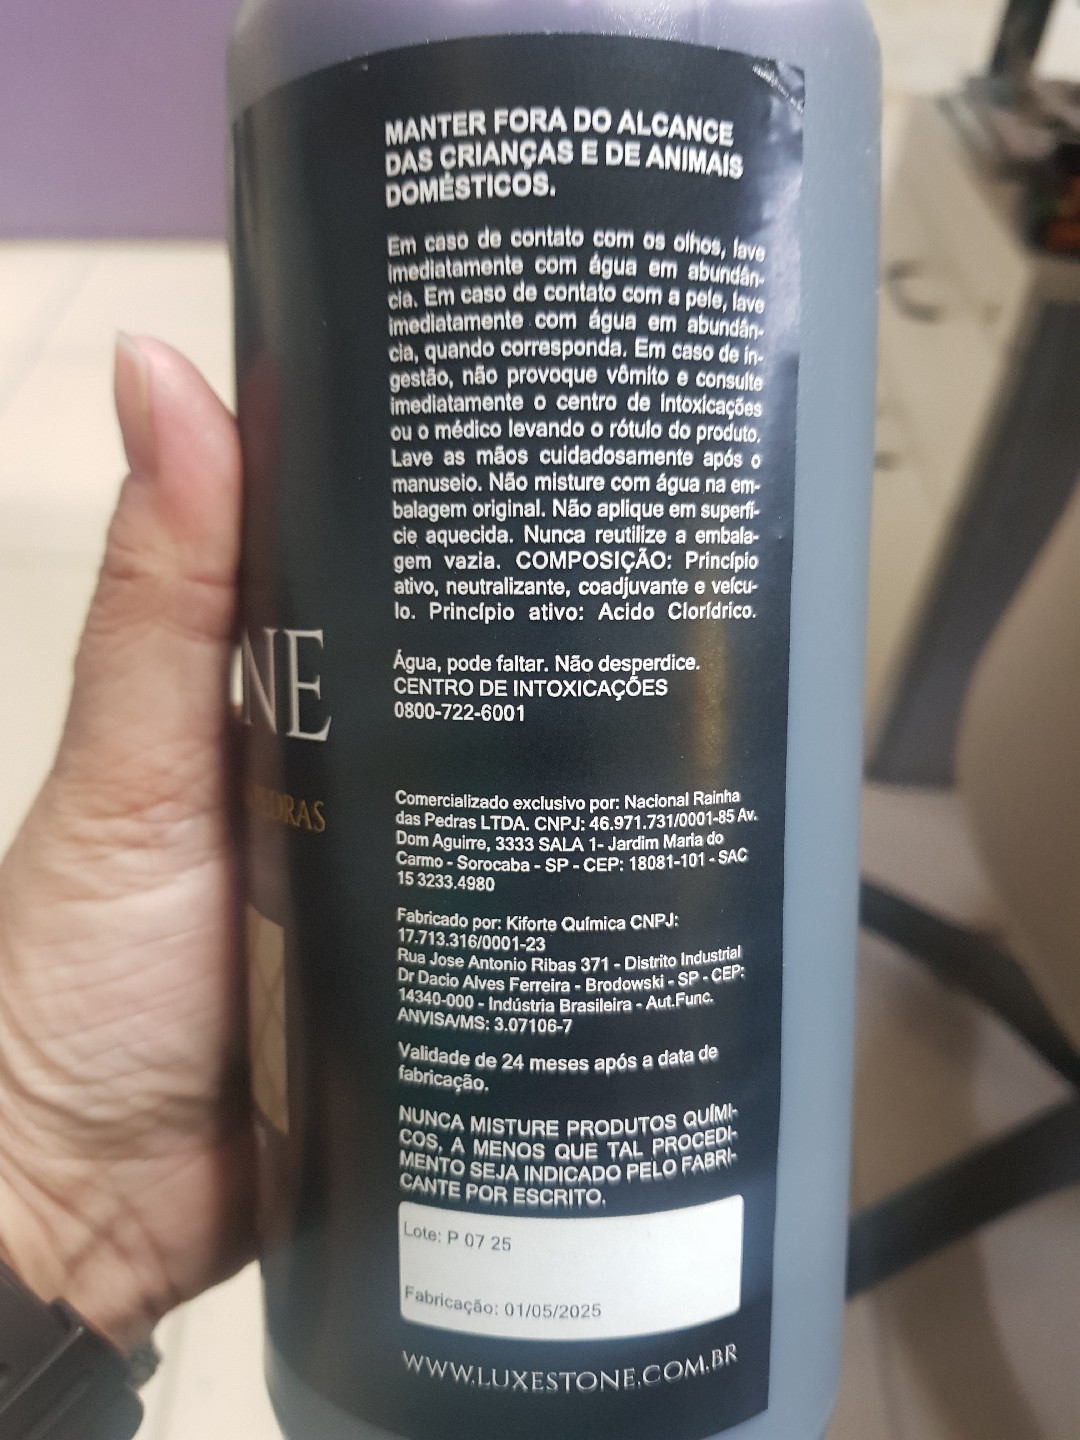 MANTER FORA DO ALCANCE
DAS CRIANÇAS E DE ANIMAIS
DOMÉSTICOS.
Em caso de contato com os olhos, lave
imediatamente com água em abundân-
cia. Em caso de contato com a pele, lave
imediatamente com água em abundân-
cia, quando corresponda. Em caso de in-
gestão, não provoque vômito e consulte
imediatamente o centro de Intoxicações
ou o médico levando o rótulo do produto.
Lave as mãos cuidadosamente após o
manuseio. Não misture com água na em-
balagem original. Não aplique em superfí-
cie aquecida. Nunca reutilize a embala-
gem vazia. COMPOSIÇÃO: Princípio
ativo, neutralizante, coadjuvante e veícu-
lo. Princípio ativo: Acido Clorídrico.
Água, pode faltar. Não desperdice.
CENTRO DE INTOXICAÇÕES
0800-722-6001
NE
DRAS
Comercializado exclusivo por: Nacional Rainha
das Pedras LTDA. CNPJ: 46.971.731/0001-85 Av.
Dom Aguirre, 3333 SALA 1- Jardim Maria do
Carmo - Sorocaba - SP - CEP: 18081-101 - SAC
15 3233.4980
Fabricado por: Kiforte Química CNPJ:
17.713.316/0001-23
Rua Jose Antonio Ribas 371 - Distrito Industrial
Dr Dacio Alves Ferreira - Brodowski - SP - CEP:
14340-000 - Indústria Brasileira - Aut.Func.
ANVISA/MS: 3.07106-7
Validade de 24 meses após a data de
fabricação.
NUNCA MISTURE PRODUTOS QUÍMI-
COS, A MENOS QUE TAL PROCEDI-
MENTO SEJA INDICADO PELO FABRI-
CANTE POR ESCRITO.
Lote: P 07 25
Fabricação: 01/05/2025
WWW.LUXESTONE.COM.BR